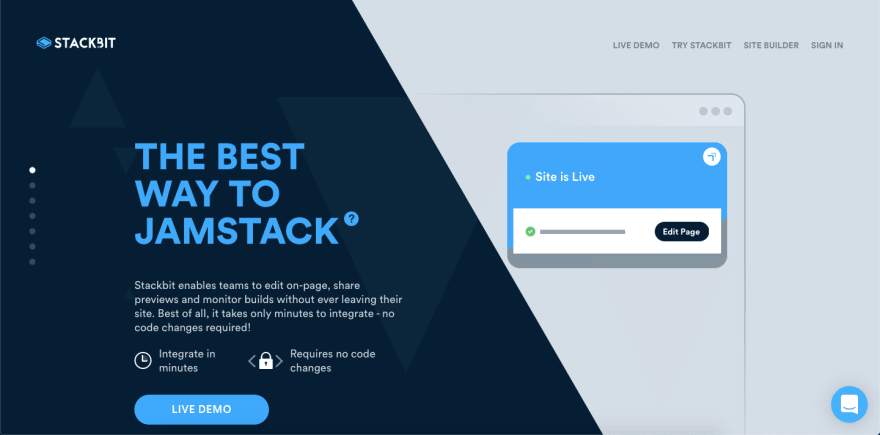 STACKBIT
LIVE DEMO TRY STACKBIT SITE BUILDER SIGN IN
THE BEST
WAY TO
JAMSTACK ?
Stackbit enables teams to edit on-page, share
previews and monitor builds without ever leaving their
site. Best of all, it takes only minutes to integrate - no
code changes required!
Integrate in
minutes
Requires no code
changes
LIVE DEMO
Site is Live
Edit Page